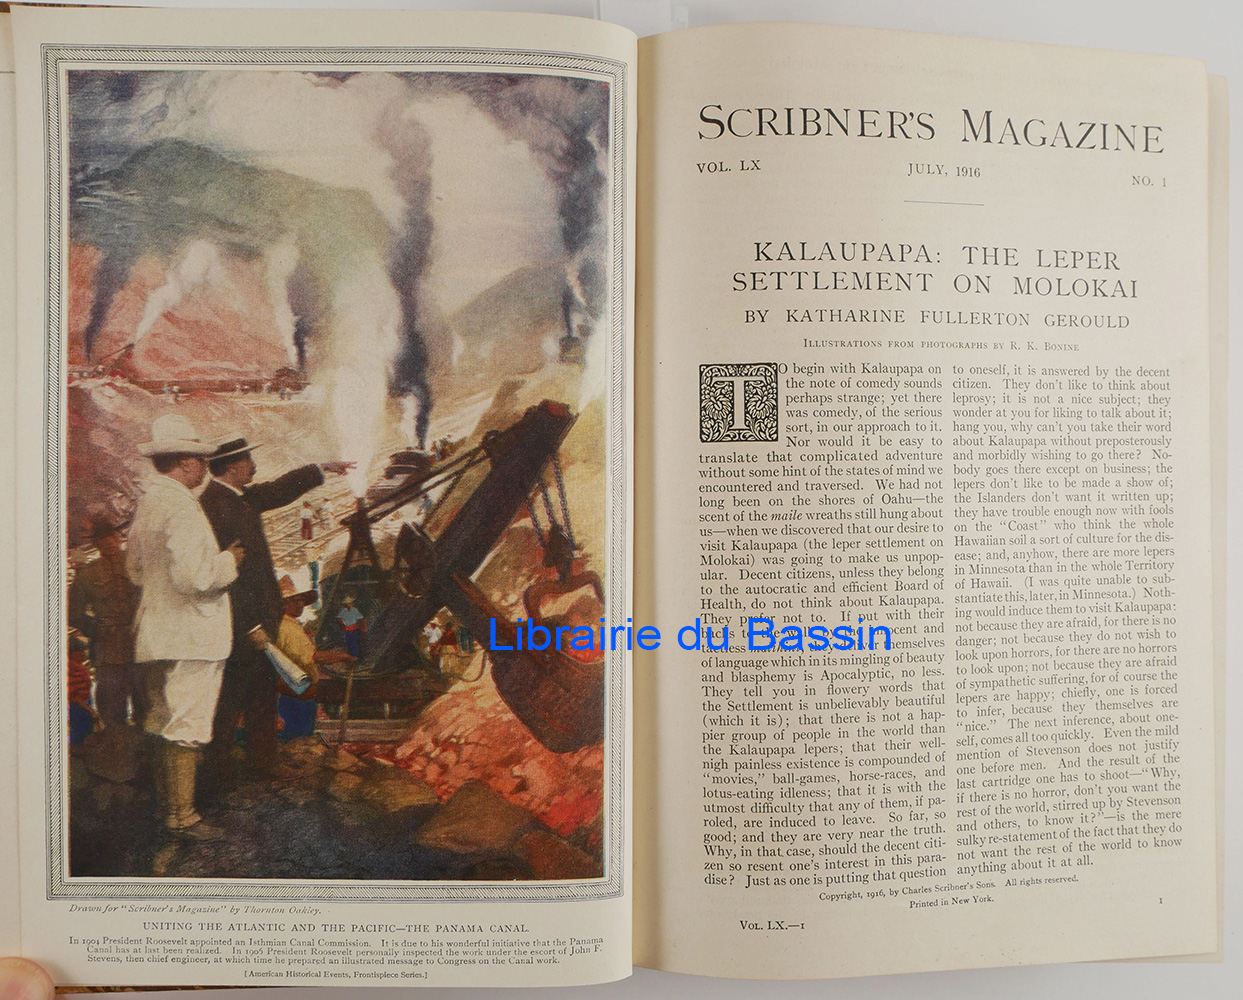 Drawn for "Scribner's Magazine" by Thornton Oakley.
UNITING THE ATLANTIC AND THE PACIFIC—THE PANAMA CANAL.
In 1904 President Roosevelt appointed an Isthmian Canal Commission. It is due to his wonderful initiative that the Panama
Canal has at last been realized. In 1906 President Roosevelt personally inspected the work under the escort of John F.
Stevens, then chief engineer, at which time he prepared an illustrated message to Congress on the Canal work.
[American Historical Events, Frontispiece Series.]
SCRIBNER'S MAGAZINE
VOL. LX JULY, 1916 NO. 1
KALAUPAPA: THE LEPER
SETTLEMENT ON MOLOKAI
BY KATHARINE FULLERTON GEROULD
ILLUSTRATIONS FROM PHOTOGRAPHS BY R. K. BONINE
TO begin with Kalaupapa on
the note of comedy sounds
perhaps strange; yet there
was comedy, of the serious
sort, in our approach to it.
Nor would it be easy to
translate that complicated adventure
without some hint of the states of mind we
encountered and traversed. We had not
long been on the shores of Oahu—the
scent of the maile wreaths still hung about
us—when we discovered that our desire to
visit Kalaupapa (the leper settlement on
Molokai) was going to make us unpop-
ular. Decent citizens, unless they belong
to the autocratic and efficient Board of
Health, do not think about Kalaupapa.
They prefer not to. If put with their
of language which in its mingling of beauty
and blasphemy is Apocalyptic, no less.
They tell you in flowery words that
the Settlement is unbelievably beautiful
(which it is); that there is not a hap-
pier group of people in the world than
the Kalaupapa lepers; that their well-
nigh painless existence is compounded of
"movies," ball-games, horse-races, and
lotus-eating idleness; that it is with the
utmost difficulty that any of them, if pa-
roled, are induced to leave. So far, so
good; and they are very near the truth.
Why, in that case, should the decent citi-
zen so resent one's interest in this para-
dise? Just as one is putting that question
to oneself, it is answered by the decent
citizen. They don't like to think about
leprosy; it is not a nice subject; they
wonder at you for liking to talk about it;
hang you, why can't you take their word
about Kalaupapa without preposterously
and morbidly wishing to go there? No-
body goes there except on business; the
lepers don't like to be made a show of;
the Islanders don't want it written up;
they have trouble enough now with fools
on the "Coast" who think the whole
Hawaiian soil a sort of culture for the dis-
ease; and, anyhow, there are more lepers
in Minnesota than in the whole Territory
of Hawaii. (I was quite unable to sub-
stantiate this, later, in Minnesota.) Noth-
ing would induce them to visit Kalaupapa:
not because they are afraid, for there is no
danger; not because they do not wish to
look upon horrors, for there are no horrors
to look upon; not because they are afraid
of sympathetic suffering, for of course the
lepers are happy; chiefly, one is forced
to infer, because they themselves are
"nice." The next inference, about one-
self, comes all too quickly. Even the mild
mention of Stevenson does not justify
one before men. And the result of the
last cartridge one has to shoot—"Why,
if there is no horror, don't you want the
rest of the world, stirred up by Stevenson
and others, to know it?"—is the mere
sulky re-statement of the fact that they do
not want the rest of the world to know
anything about it at all.
Copyright, 1916, by Charles Scribner's Sons. All rights reserved.
Printed in New York.
VOL. LX.—1 1
Librairie du Bassin